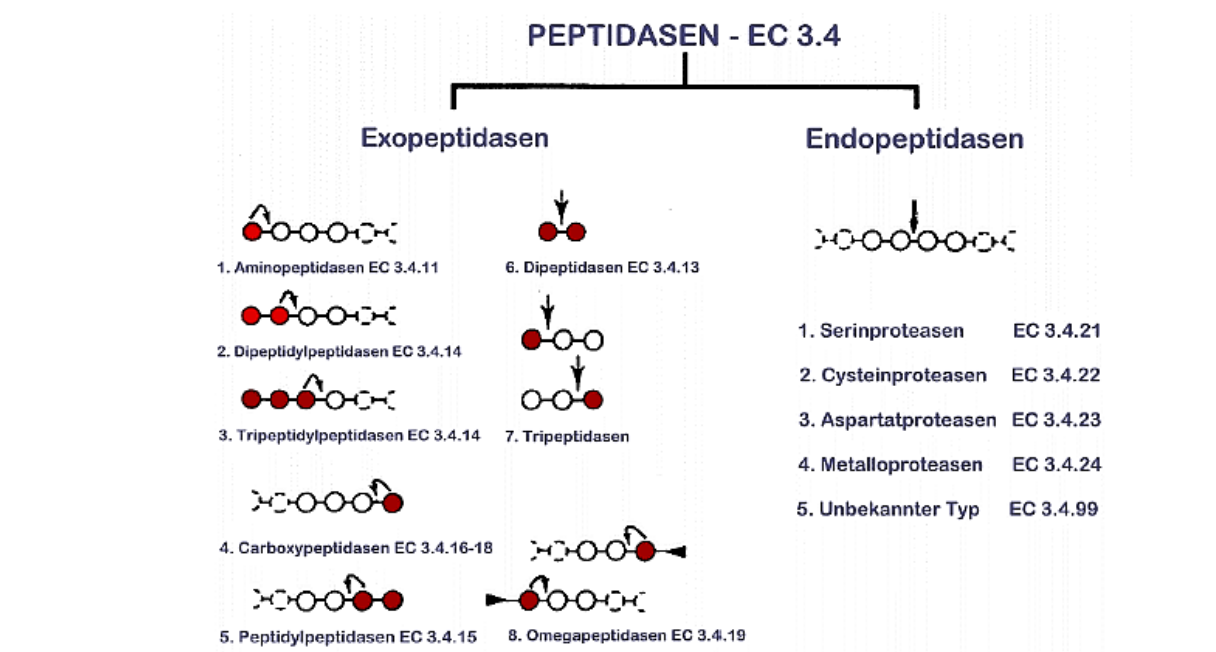 PEPTIDASEN - EC 3.4
Exopeptidasen
1. Aminopeptidasen EC 3.4.11
2. Dipeptidylpeptidasen EC 3.4.14
3. Tripeptidylpeptidasen EC 3.4.14
4. Carboxypeptidasen EC 3.4.16-18
5. Peptidylpeptidasen EC 3.4.15
6. Dipeptidasen EC 3.4.13
7. Tripeptidasen
8. Omegapeptidasen EC 3.4.19
Endopeptidasen
1. Serinproteasen EC 3.4.21
2. Cysteinproteasen EC 3.4.22
3. Aspartatproteasen EC 3.4.23
4. Metalloproteasen EC 3.4.24
5. Unbekannter Typ EC 3.4.99